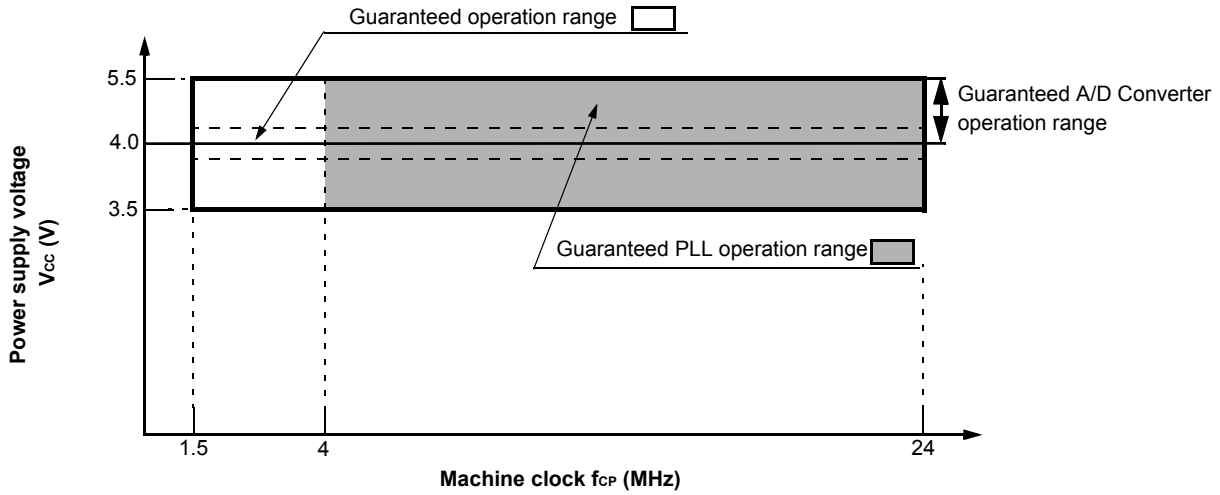 Guaranteed operation range
5.5
4.0
3.5
Guaranteed A/D Converter
operation range
Power supply voltage
Vcc (V)
Guaranteed PLL operation range
1.5
4
24
Machine clock fCP (MHz)